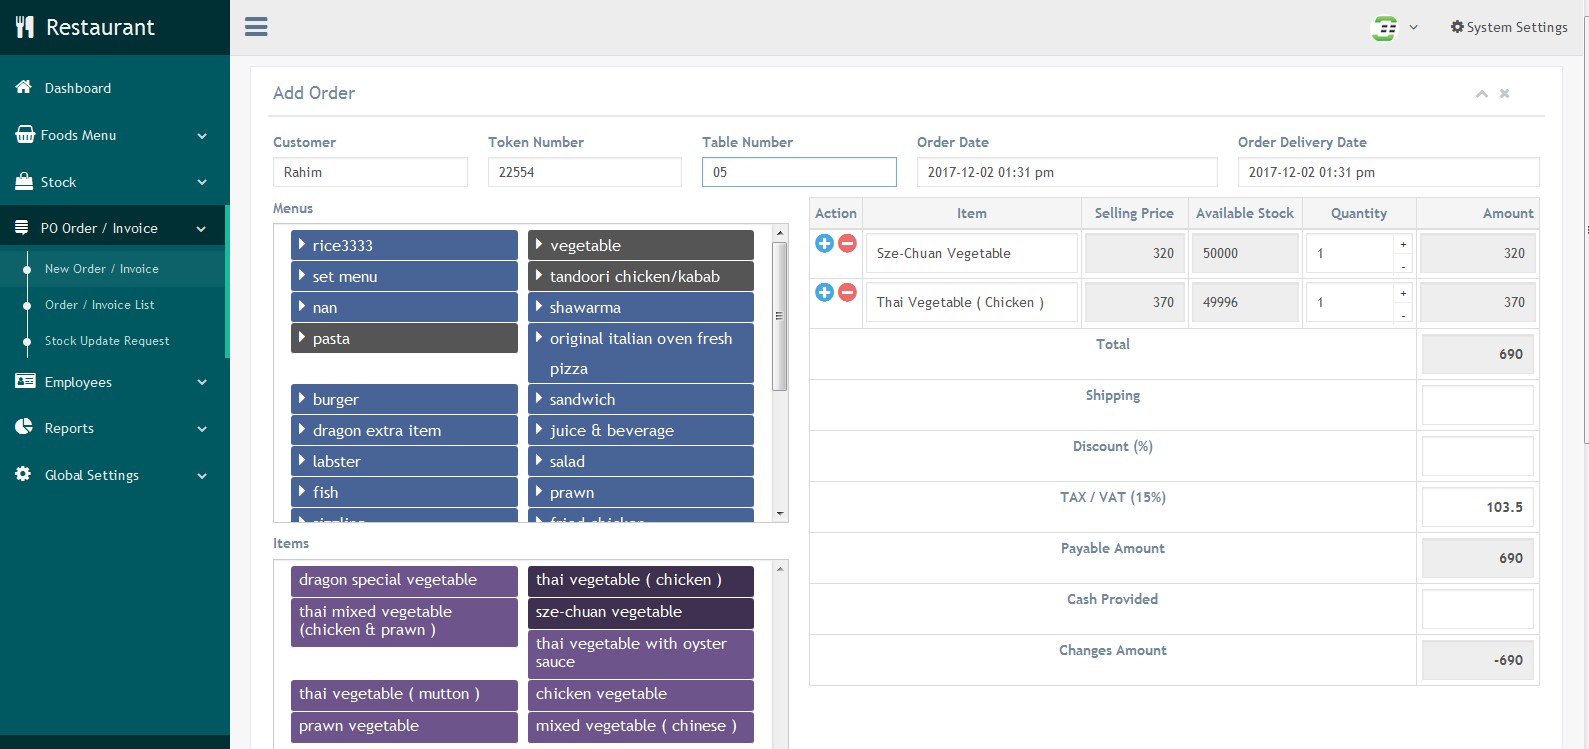 Restaurant
System Settings
Dashboard
Foods Menu
Stock
PO Order / Invoice
New Order / Invoice
Order / Invoice List
Stock Update Request
Employees
Reports
Global Settings
Add Order
Customer
Token Number
Table Number
Order Date
Order Delivery Date
Rahim
22554
05
2017-12-02 01:31 pm
2017-12-02 01:31 pm
Menus
rice3333
vegetable
set menu
tandoori chicken/kabab
nan
shawarma
pasta
original italian oven fresh
pizza
burger
sandwich
dragon extra item
juice & beverage
labster
salad
fish
prawn
sizzling
fried chicken
Items
dragon special vegetable
thai vegetable ( chicken )
thai mixed vegetable
(chicken & prawn )
sze-chuan vegetable
thai vegetable with oyster
sauce
thai vegetable ( mutton )
chicken vegetable
prawn vegetable
mixed vegetable ( chinese )
Action Item Selling Price Available Stock Quantity Amount
Sze-Chuan Vegetable 320 50000 1 + - 320
Thai Vegetable ( Chicken ) 370 49996 1 + - 370
Total 690
Shipping
Discount (%)
TAX / VAT (15%) 103.5
Payable Amount 690
Cash Provided
Changes Amount -690